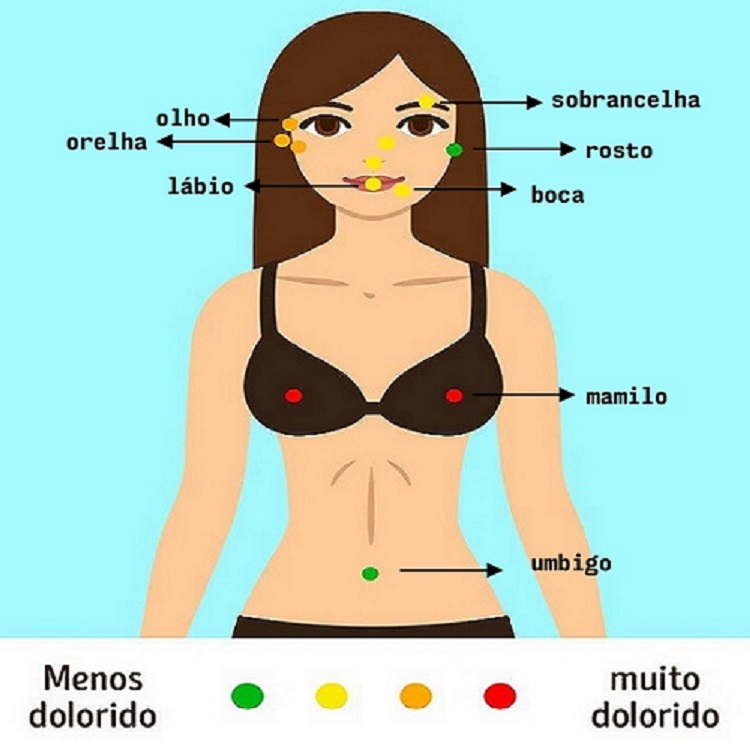 sobrancelha
olho
orelha
rosto
lábio
boca
mamilo
umbigo
Menos
dolorido
muito
dolorido